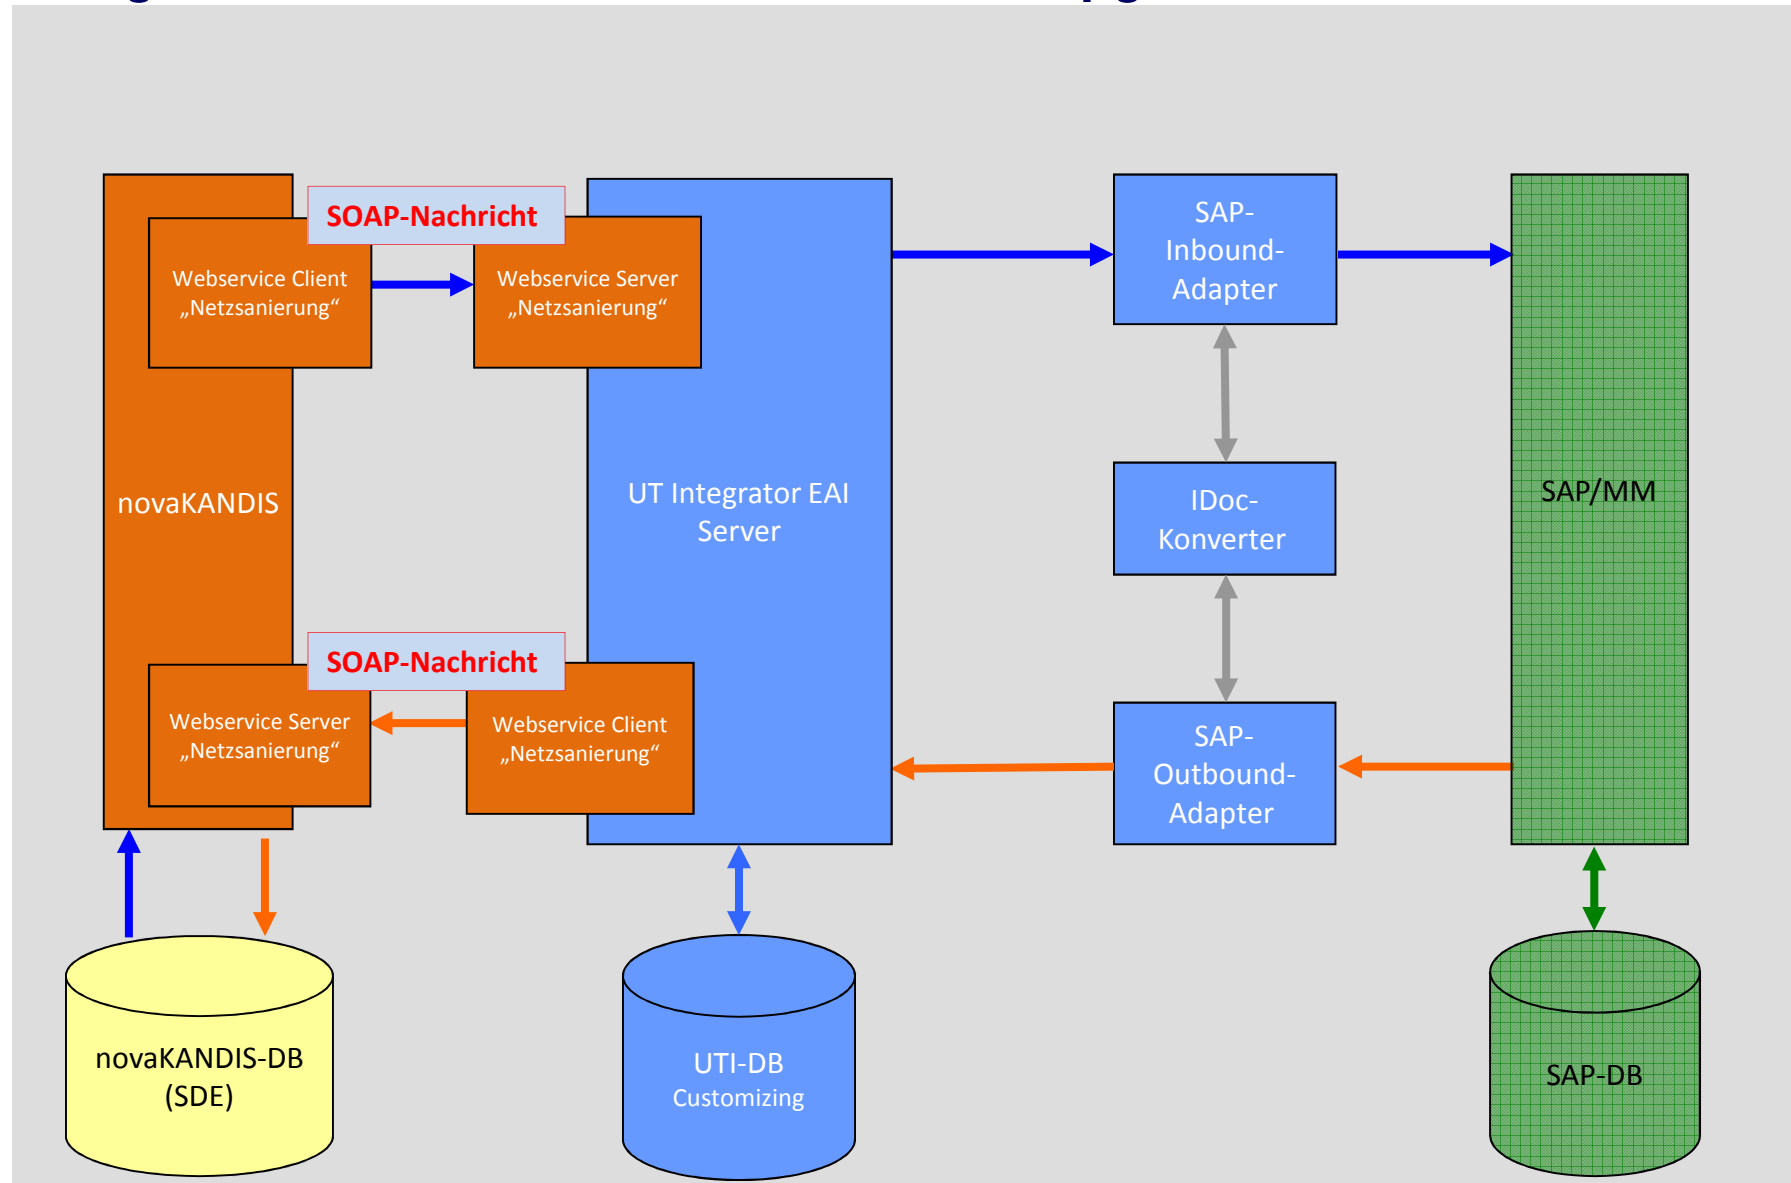 SOAP-Nachricht
Webservice Client
„Netzsanierung“
Webservice Server
„Netzsanierung“
SAP-
Inbound-
Adapter
novaKANDIS
UT Integrator EAI
Server
IDoc-
Konverter
SAP/MM
SOAP-Nachricht
Webservice Server
„Netzsanierung“
Webservice Client
„Netzsanierung“
SAP-
Outbound-
Adapter
novaKANDIS-DB
(SDE)
UTI-DB
Customizing
SAP-DB